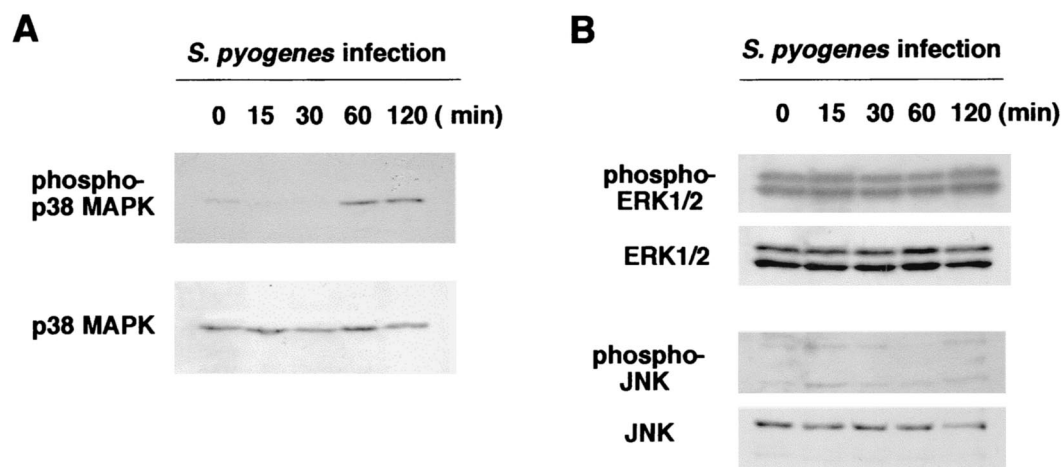 A
S. pyogenes infection
0 15 30 60 120 ( min)
phospho-
p38 MAPK
p38 MAPK
B
S. pyogenes infection
0 15 30 60 120 (min)
phospho-
ERK1/2
ERK1/2
phospho-
JNK
JNK